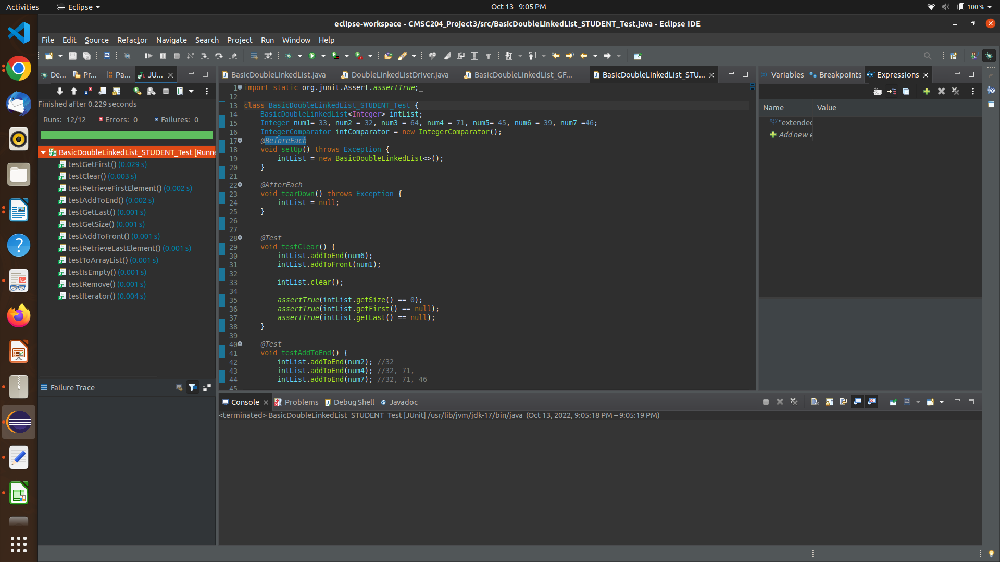 Activities
Eclipse
Oct 13 9:05 PM
100 %
eclipse-workspace - CMSC204_Project3/src/BasicDoubleLinkedList_STUDENT_Test.java - Eclipse IDE
File Edit Source Refactor Navigate Search Project Run Window Help
De... Pr... Pa... JU...
Finished after 0.229 seconds
Runs: 12/12 Errors: 0 Failures: 0
BasicDoubleLinkedList_STUDENT_Test [Runne
testGetFirst() (0.029 s)
testClear() (0.003 s)
testRetrieveFirstElement() (0.002 s)
testAddToEnd() (0.002 s)
testGetLast() (0.001 s)
testGetSize() (0.001 s)
testAddToFront() (0.001 s)
testRetrieveLastElement() (0.001 s)
testToArrayList() (0.001 s)
testIsEmpty() (0.001 s)
testRemove() (0.001 s)
testIterator() (0.004 s)
Failure Trace
BasicDoubleLinkedList.java DoubleLinkedListDriver.java BasicDoubleLinkedList_GF... BasicDoubleLinkedList_STU...
1 import static org.junit.Assert.assertTrue;
12
13 class BasicDoubleLinkedList_STUDENT_Test {
14 BasicDoubleLinkedList<Integer> intList;
15 Integer num1= 33, num2 = 32, num3 = 64, num4 = 71, num5= 45, num6 = 39, num7 =46;
16 IntegerComparator intComparator = new IntegerComparator();
17 @BeforeEach
18 void setUp() throws Exception {
19 intList = new BasicDoubleLinkedList<>();
20 }
21
22 @AfterEach
23 void tearDown() throws Exception {
24 intList = null;
25 }
26
27
28 @Test
29 void testClear() {
30 intList.addToEnd(num6);
31 intList.addToFront(num1);
32
33 intList.clear();
34
35 assertTrue(intList.getSize() == 0);
36 assertTrue(intList.getFirst() == null);
37 assertTrue(intList.getLast() == null);
38 }
39
40 @Test
41 void testAddToEnd() {
42 intList.addToEnd(num2); //32
43 intList.addToEnd(num4); //32, 71,
44 intList.addToEnd(num7); //32, 71, 46
45
Variables Breakpoints Expressions
Name Value
"extended
Add new e
Console Problems Debug Shell Javadoc
<terminated> BasicDoubleLinkedList_STUDENT_Test [JUnit] /usr/lib/jvm/jdk-17/bin/java (Oct 13, 2022, 9:05:18 PM – 9:05:19 PM)